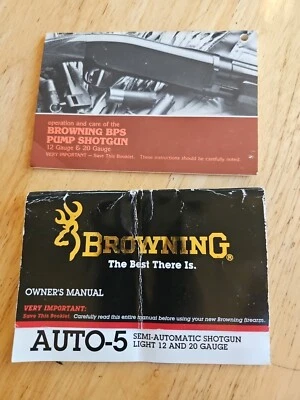 operation and care of the
BROWNING BPS
PUMP SHOTGUN
12 Gauge & 20 Gauge
VERY IMPORTANT — Save This Booklet. These instructions should be carefully noted.
BROWNING®
The Best There Is.
OWNER'S MANUAL
VERY IMPORTANT:
Save This Booklet. Carefully read this entire manual before using your new Browning firearm.
AUTO-5 SEMI-AUTOMATIC SHOTGUN
LIGHT 12 AND 20 GAUGE